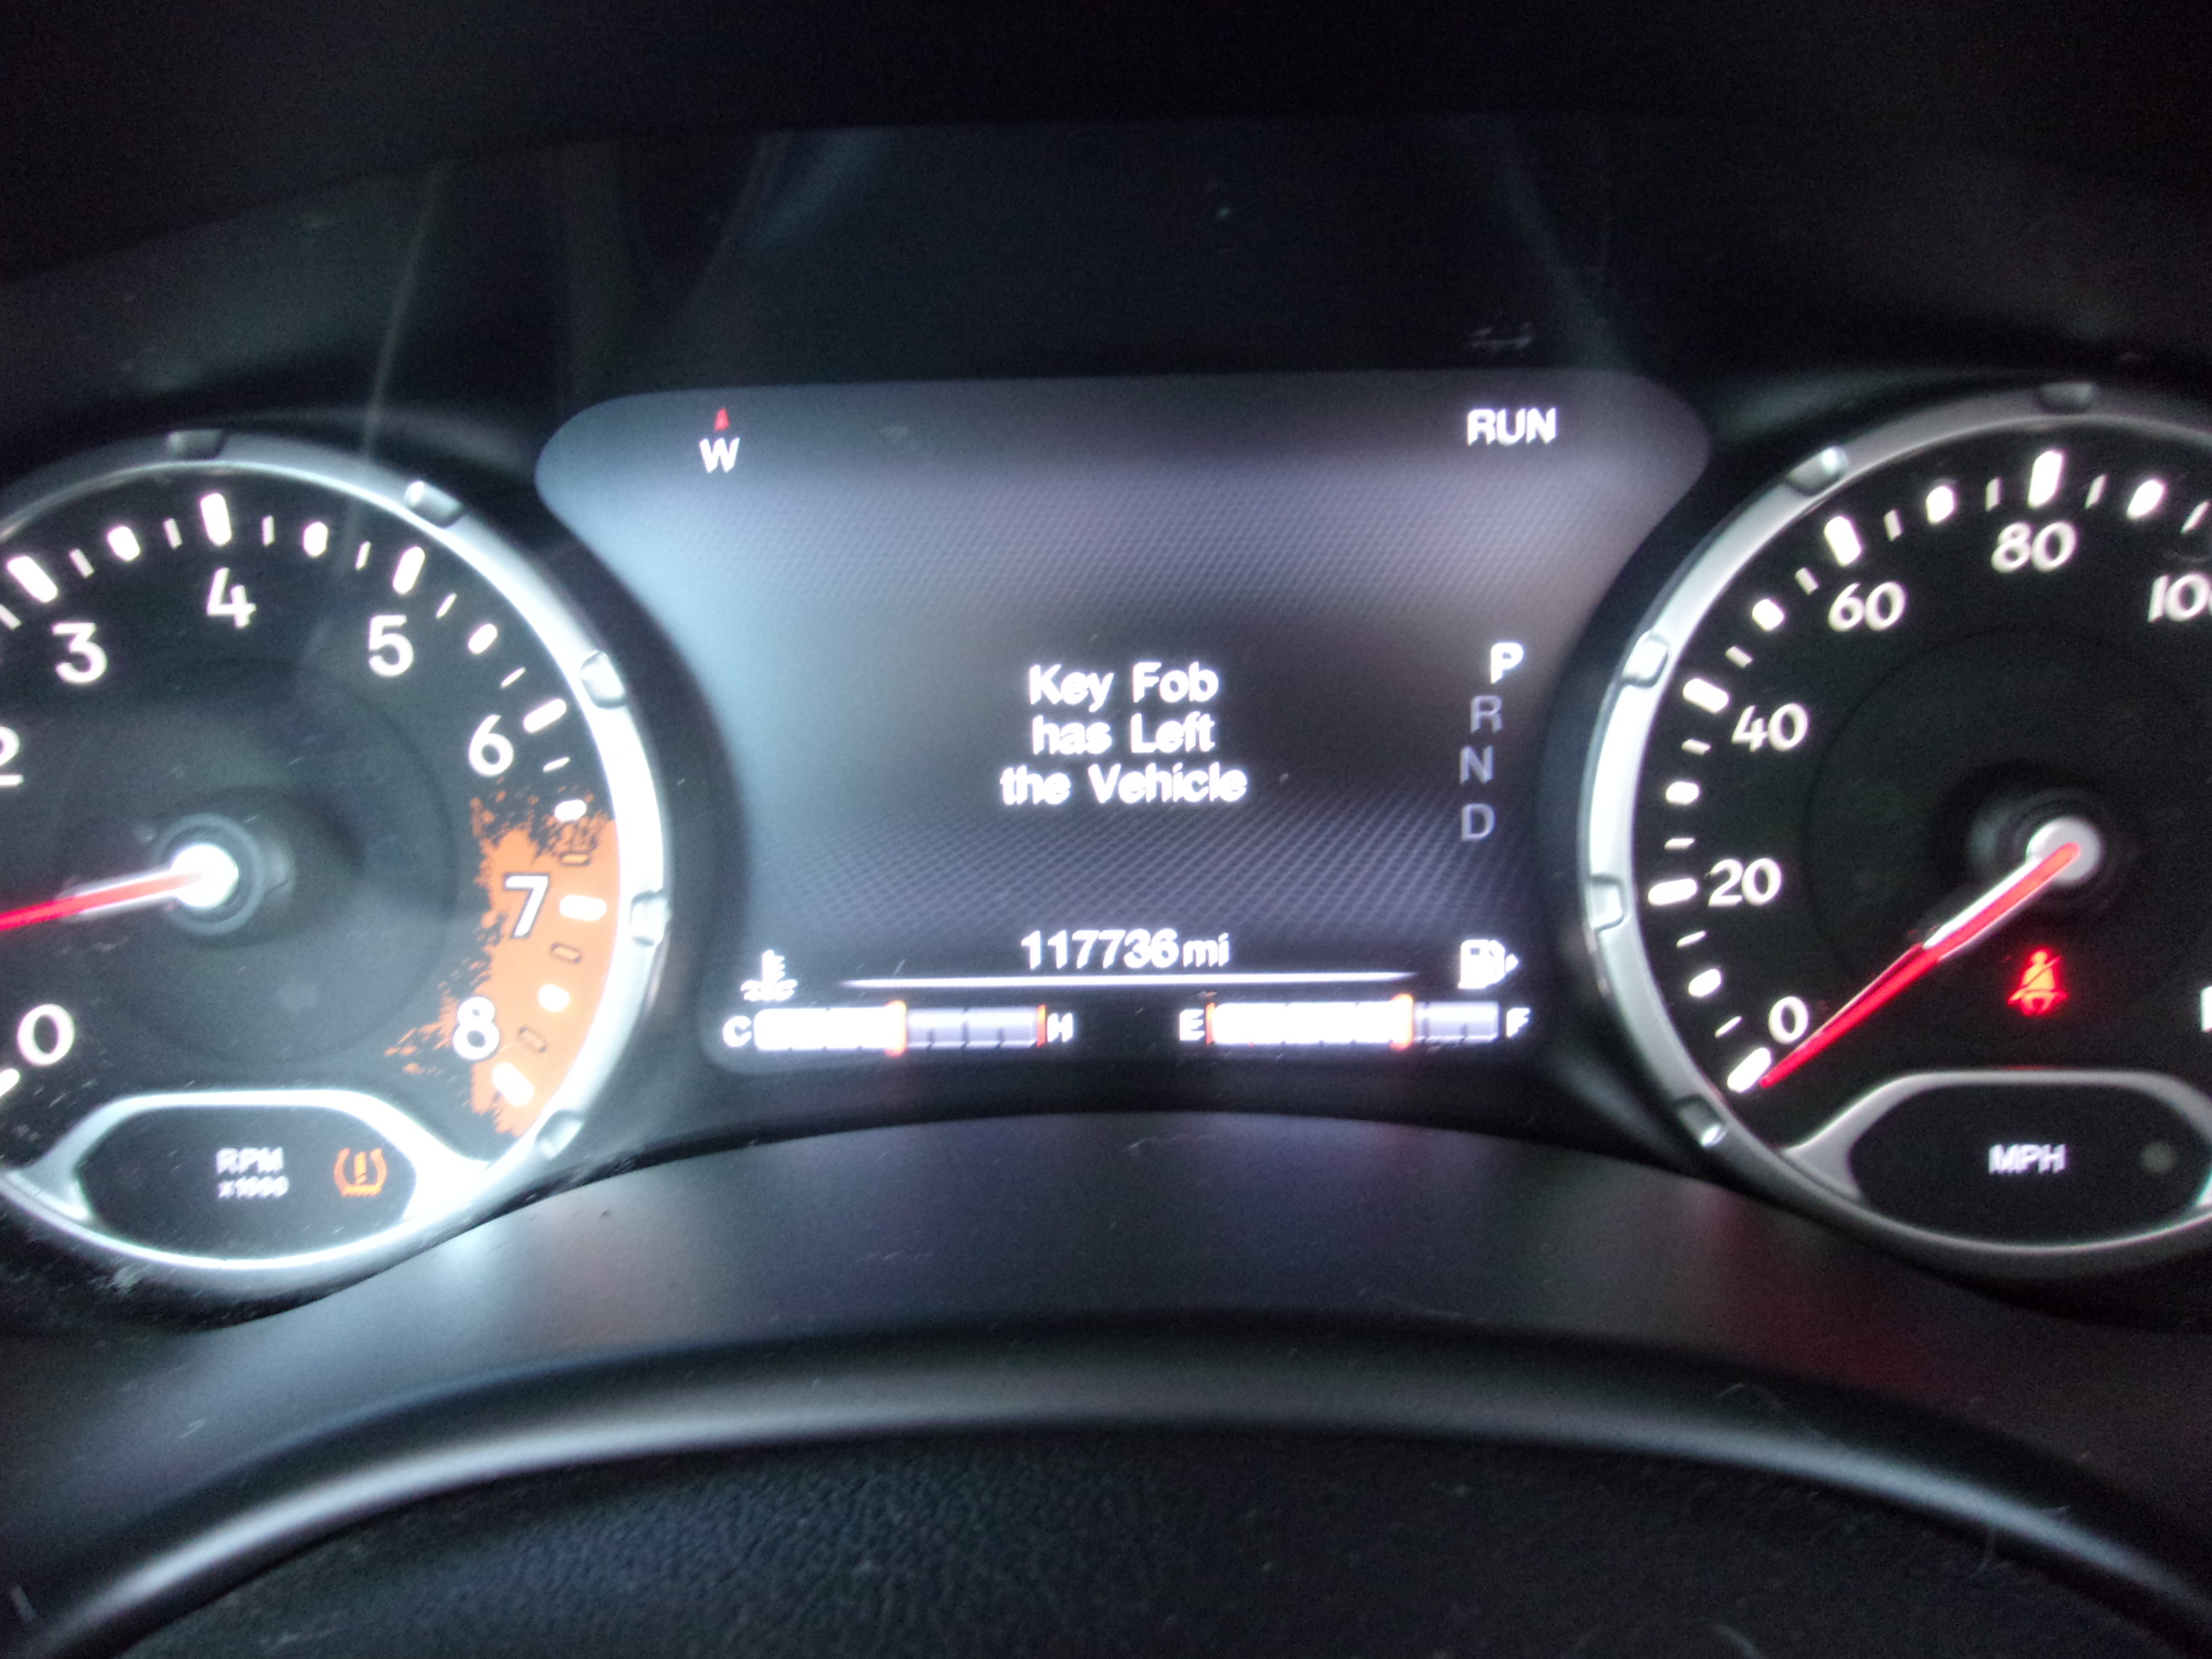 W
RUN
Key Fob
has Left
the Vehicle
P
R
N
D
117736 mi
C
H
E
F
0
2
3
4
5
6
7
8
RPM
x1000
0
20
40
60
80
100
MPH